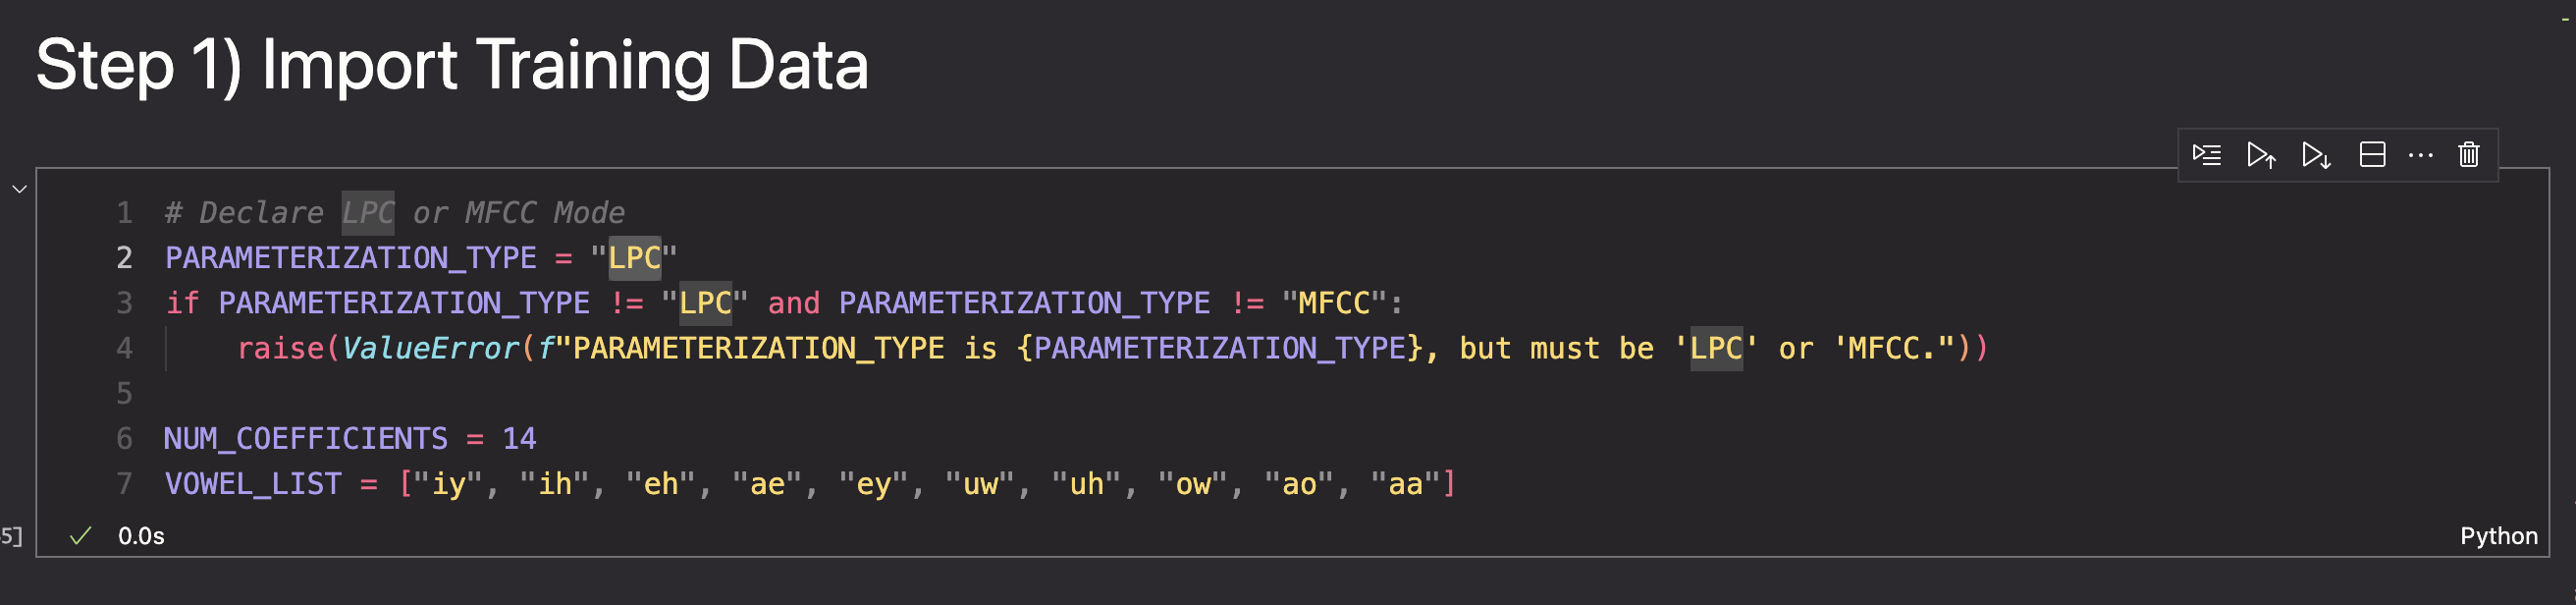 Step 1) Import Training Data
1 # Declare LPC or MFCC Mode
2 PARAMETERIZATION_TYPE = "LPC"
3 if PARAMETERIZATION_TYPE != "LPC" and PARAMETERIZATION_TYPE != "MFCC":
4     raise(ValueError(f"PARAMETERIZATION_TYPE is {PARAMETERIZATION_TYPE}, but must be 'LPC' or 'MFCC."))
5
6 NUM_COEFFICIENTS = 14
7 VOWEL_LIST = ["iy", "ih", "eh", "ae", "ey", "uw", "uh", "ow", "ao", "aa"]
5] 0.0s Python